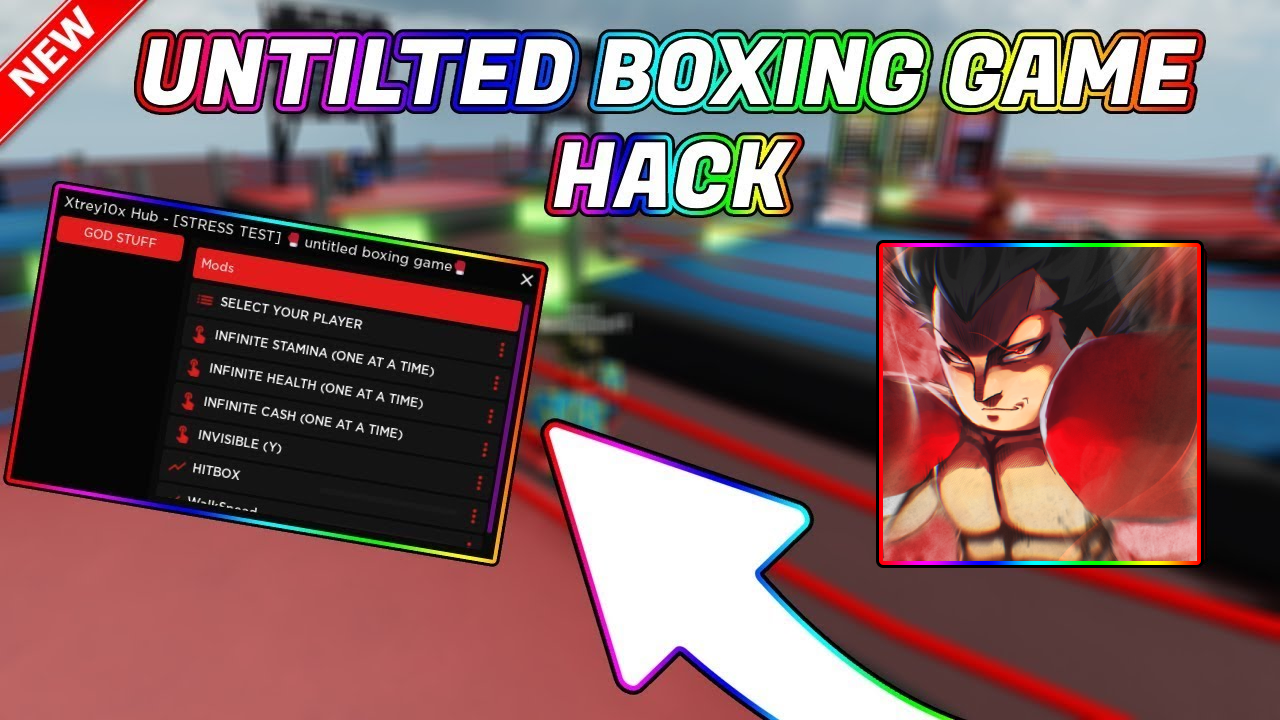 NEW
UNTILTED BOXING GAME
HACK
Xtrey10x Hub - [STRESS TEST] 🥊 untitled boxing game🥊
GOD STUFF
Mods
SELECT YOUR PLAYER
INFINITE STAMINA (ONE AT A TIME)
INFINITE HEALTH (ONE AT A TIME)
INFINITE CASH (ONE AT A TIME)
INVISIBLE (Y)
HITBOX
WalkSpeed